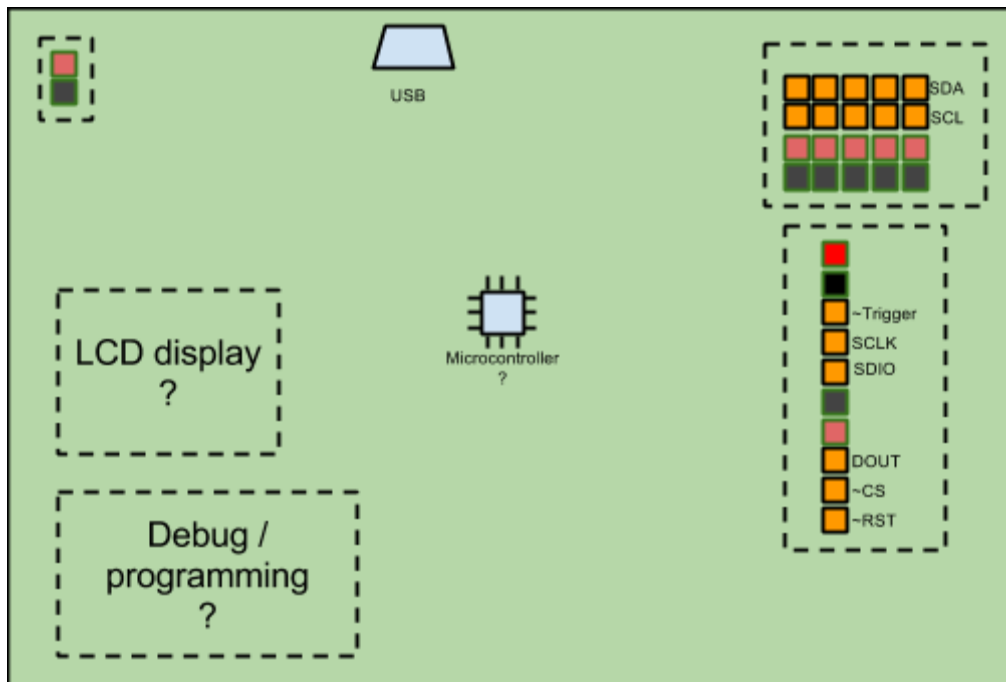 USB
SDA
SCL
~Trigger
SCLK
SDIO
DOUT
~CS
~RST
Microcontroller
?
LCD display
?
Debug /
programming
?